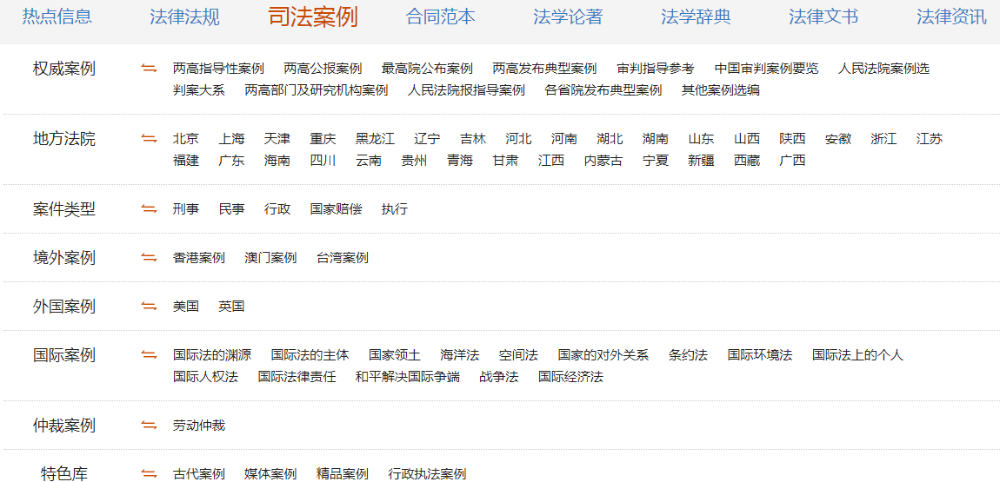 热点信息 法律法规 司法案例 合同范本 法学论著 法学辞典 法律文书 法律资讯
权威案例 ⇋ 两高指导性案例 两高公报案例 最高院公布案例 两高发布典型案例 审判指导参考 中国审判案例要览 人民法院案例选
判案大系 两高部门及研究机构案例 人民法院报指导案例 各省院发布典型案例 其他案例选编
地方法院 ⇋ 北京 上海 天津 重庆 黑龙江 辽宁 吉林 河北 河南 湖北 湖南 山东 山西 陕西 安徽 浙江 江苏
福建 广东 海南 四川 云南 贵州 青海 甘肃 江西 内蒙古 宁夏 新疆 西藏 广西
案件类型 ⇋ 刑事 民事 行政 国家赔偿 执行
境外案例 ⇋ 香港案例 澳门案例 台湾案例
外国案例 ⇋ 美国 英国
国际案例 ⇋ 国际法的渊源 国际法的主体 国家领土 海洋法 空间法 国家的对外关系 条约法 国际环境法 国际法上的个人
国际人权法 国际法律责任 和平解决国际争端 战争法 国际经济法
仲裁案例 ⇋ 劳动仲裁
特色库 ⇋ 古代案例 媒体案例 精品案例 行政执法案例